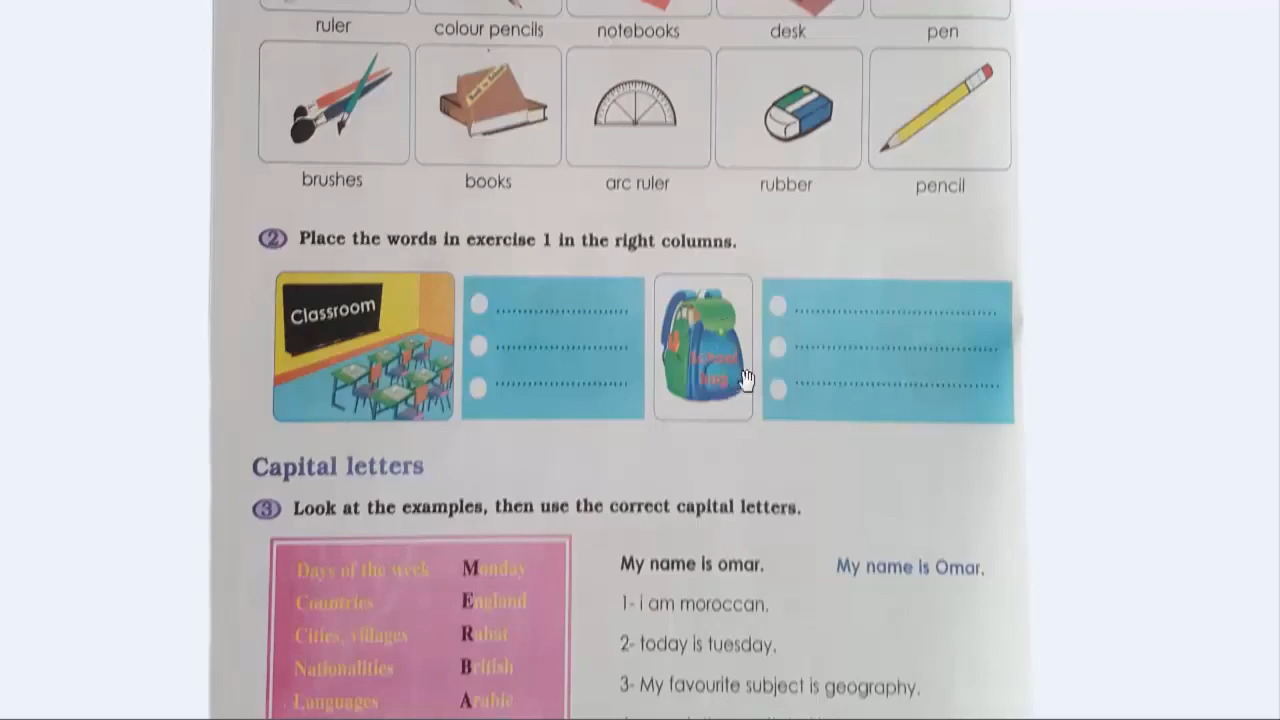 ruler colour pencils notebooks desk pen
brushes books arc ruler rubber pencil
2 Place the words in exercise 1 in the right columns.
Classroom
School
bag
Capital letters
3 Look at the examples, then use the correct capital letters.
Days of the week Monday
Countries England
Cities, villages Rabat
Nationalities British
Languages Arabic
My name is omar. My name is Omar.
1- i am moroccan.
2- today is tuesday.
3- My favourite subject is geography.